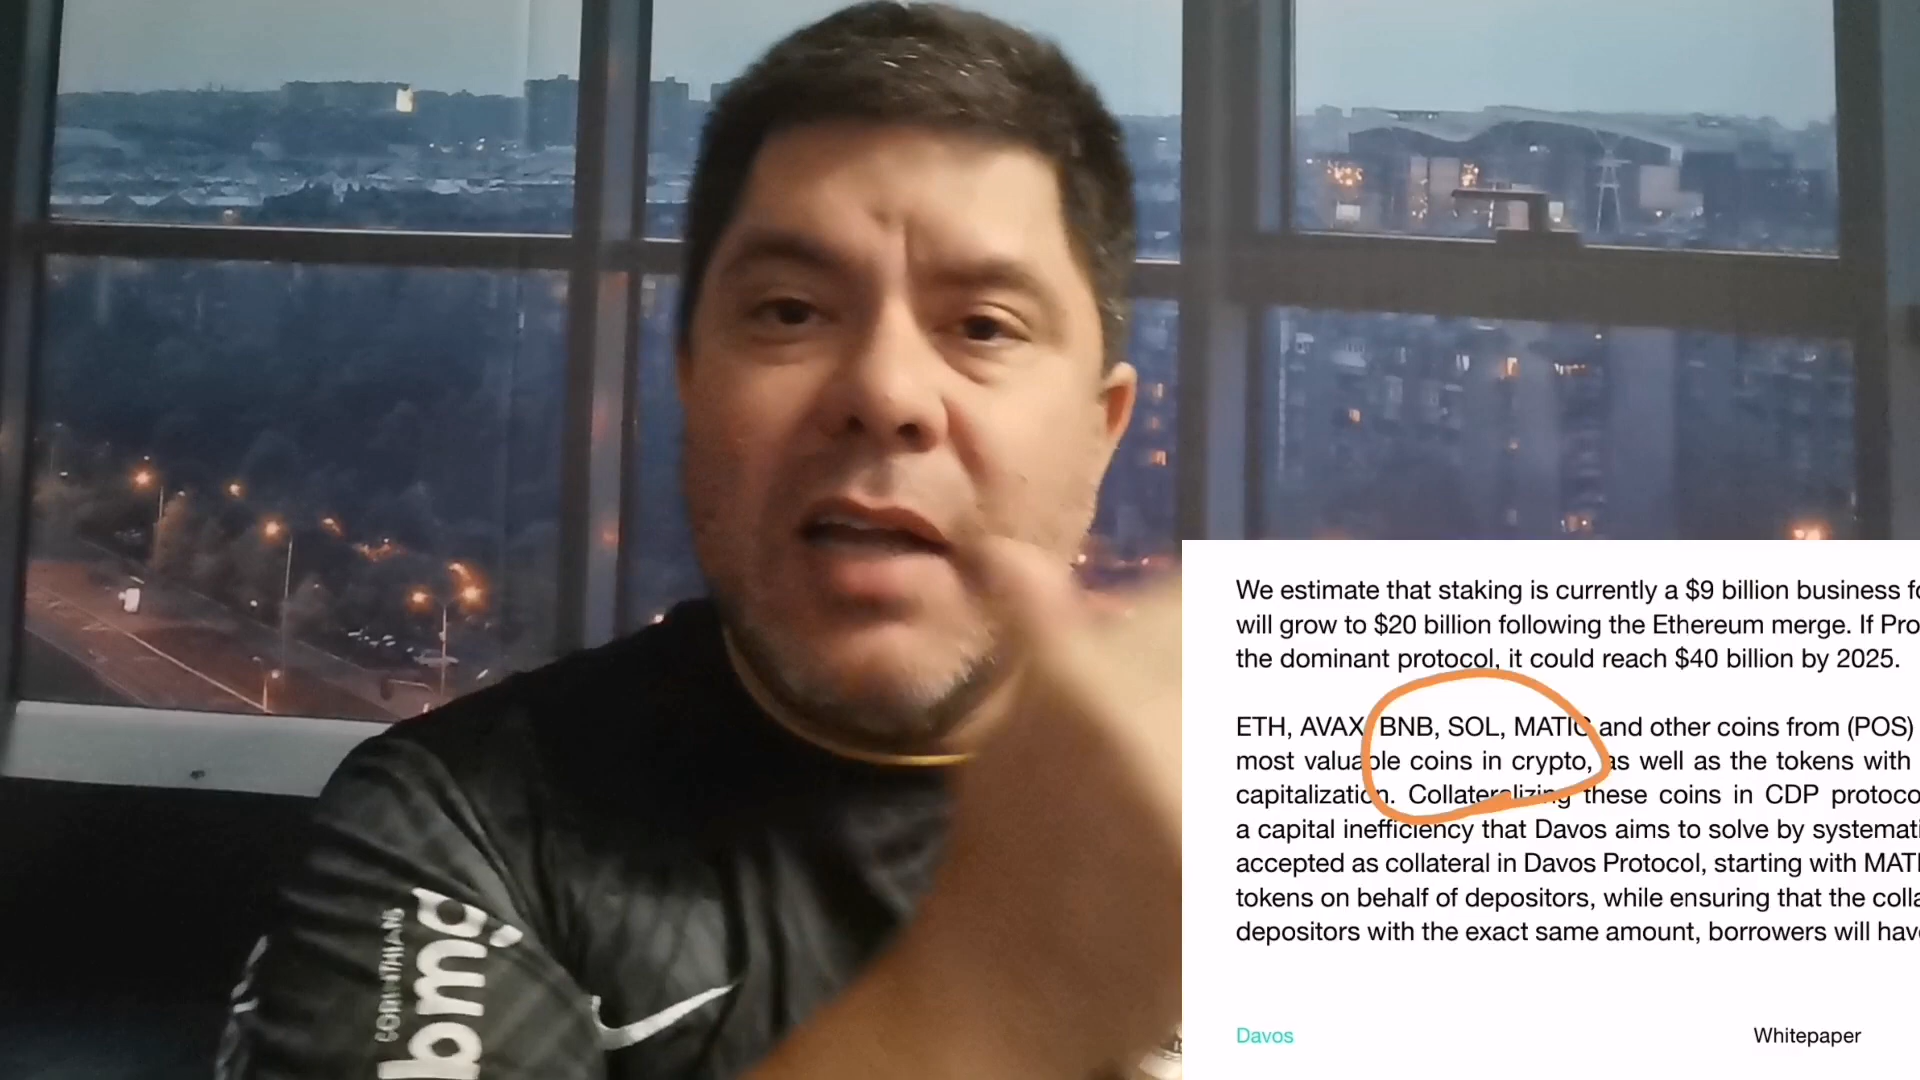 We estimate that staking is currently a $9 billion business
will grow to $20 billion following the Ethereum merge. If
the dominant protocol, it could reach $40 billion by 2025.
ETH, AVAX, BNB, SOL, MATIC and other coins from (POS)
most valuable coins in crypto, as well as the tokens with
capitalization. Collateralizing these coins in CDP
a capital inefficiency that Davos aims to solve by
accepted as collateral in Davos Protocol, starting with
tokens on behalf of depositors, while ensuring that the
depositors with the exact same amount, borrowers will
Davos
Whitepaper
CORINTHIANS
bmg